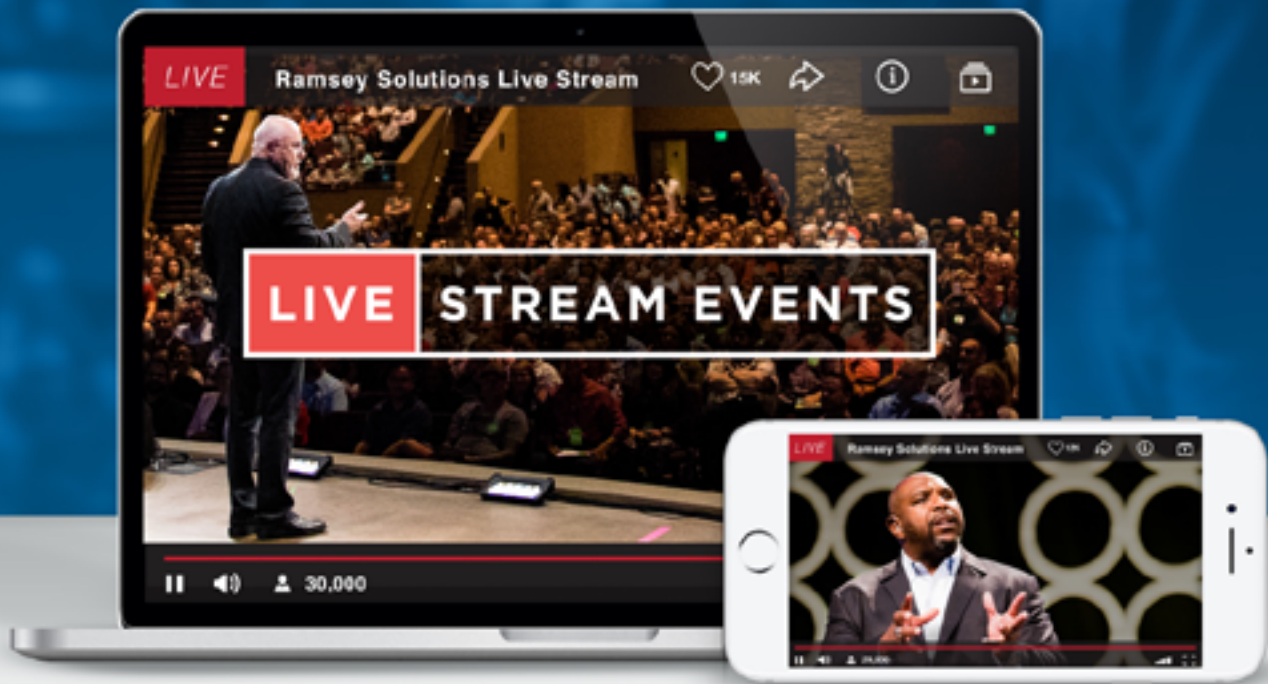 LIVE Ramsey Solutions Live Stream 15K
LIVE STREAM EVENTS
30,000
LIVE Ramsey Solutions Live Stream